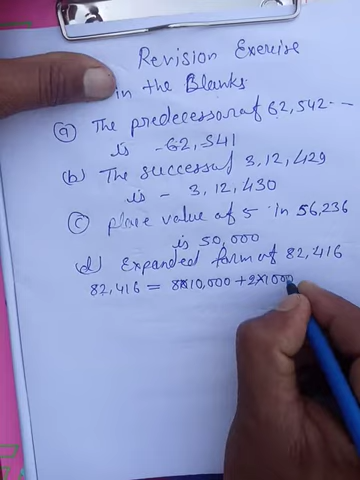 Revision Exercise
in the Blanks
(a) The predecessor of 62,542 - -
is - 62,541
(b) The succesuf 3,12,429
is - 3,12,430
(c) place value of 5 in 56,236
is 50,000
(d) Expanded form of 82,416
82,416 = 8×10,000 + 2×1000